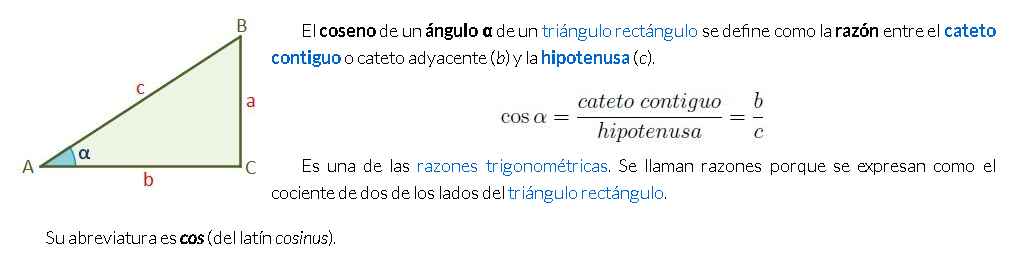 B
c
a
α
A
b
C
El coseno de un ángulo α de un triángulo rectángulo se define como la razón entre el cateto
contiguo o cateto adyacente (b) y la hipotenusa (c).
cos α = cateto contiguo / hipotenusa = b / c
Es una de las razones trigonométricas. Se llaman razones porque se expresan como el
cociente de dos de los lados del triángulo rectángulo.
Su abreviatura es cos (del latín cosinus).